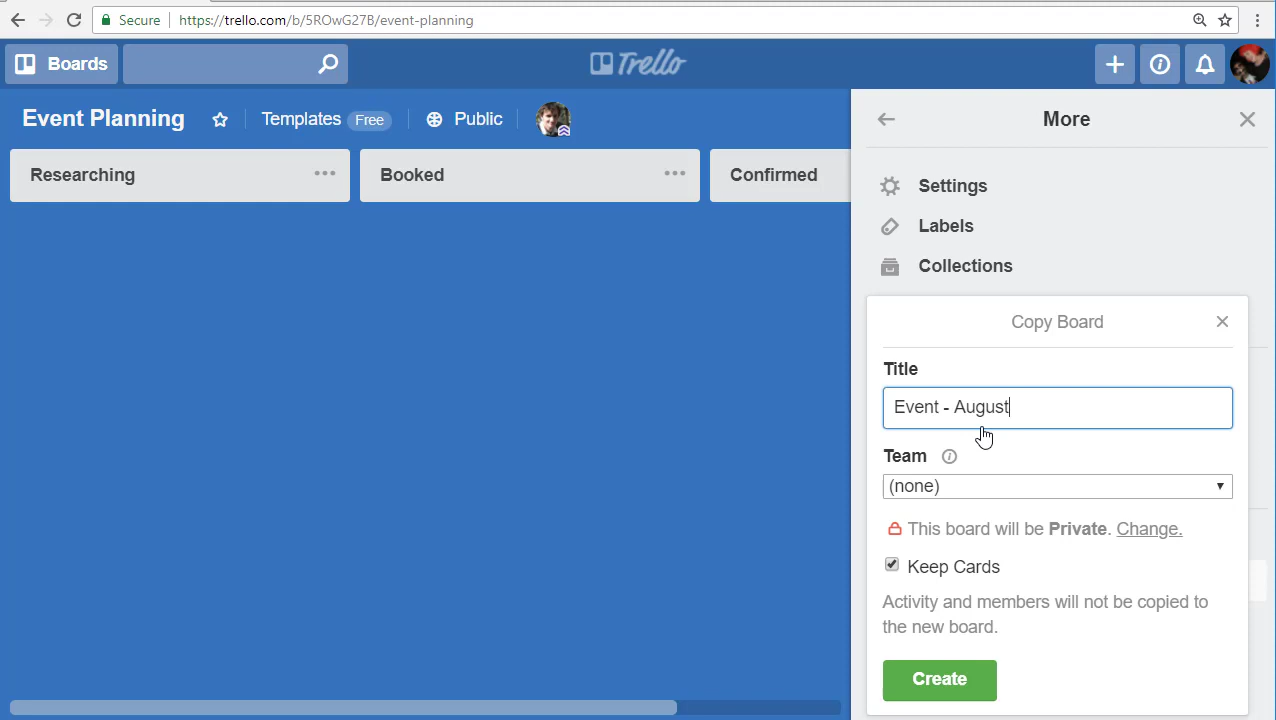 Secure https://trello.com/b/5ROwG27B/event-planning
Boards
Trello
Event Planning Templates Free Public
More
Researching
Booked
Confirmed
Settings
Labels
Collections
Copy Board
Title
Event - August
Team
(none)
This board will be Private. Change.
Keep Cards
Activity and members will not be copied to
the new board.
Create